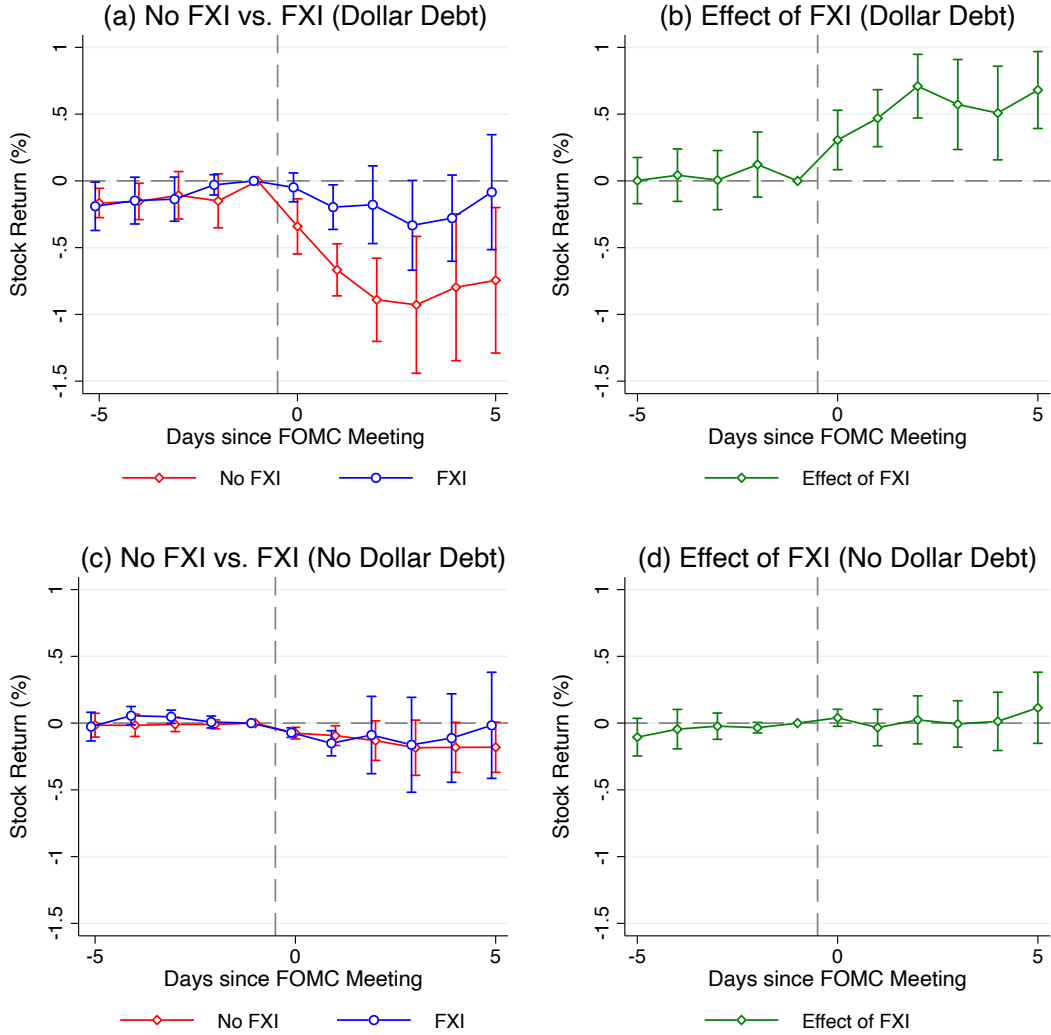 (a) No FXI vs. FXI (Dollar Debt)
Stock Return (%)
1
.5
0
-.5
-1
-1.5
-5
0
5
Days since FOMC Meeting
No FXI
FXI
(b) Effect of FXI (Dollar Debt)
Stock Return (%)
1
.5
0
-.5
-1
-1.5
-5
0
5
Days since FOMC Meeting
Effect of FXI
(c) No FXI vs. FXI (No Dollar Debt)
Stock Return (%)
1
.5
0
-.5
-1
-1.5
-5
0
5
Days since FOMC Meeting
No FXI
FXI
(d) Effect of FXI (No Dollar Debt)
Stock Return (%)
1
.5
0
-.5
-1
-1.5
-5
0
5
Days since FOMC Meeting
Effect of FXI